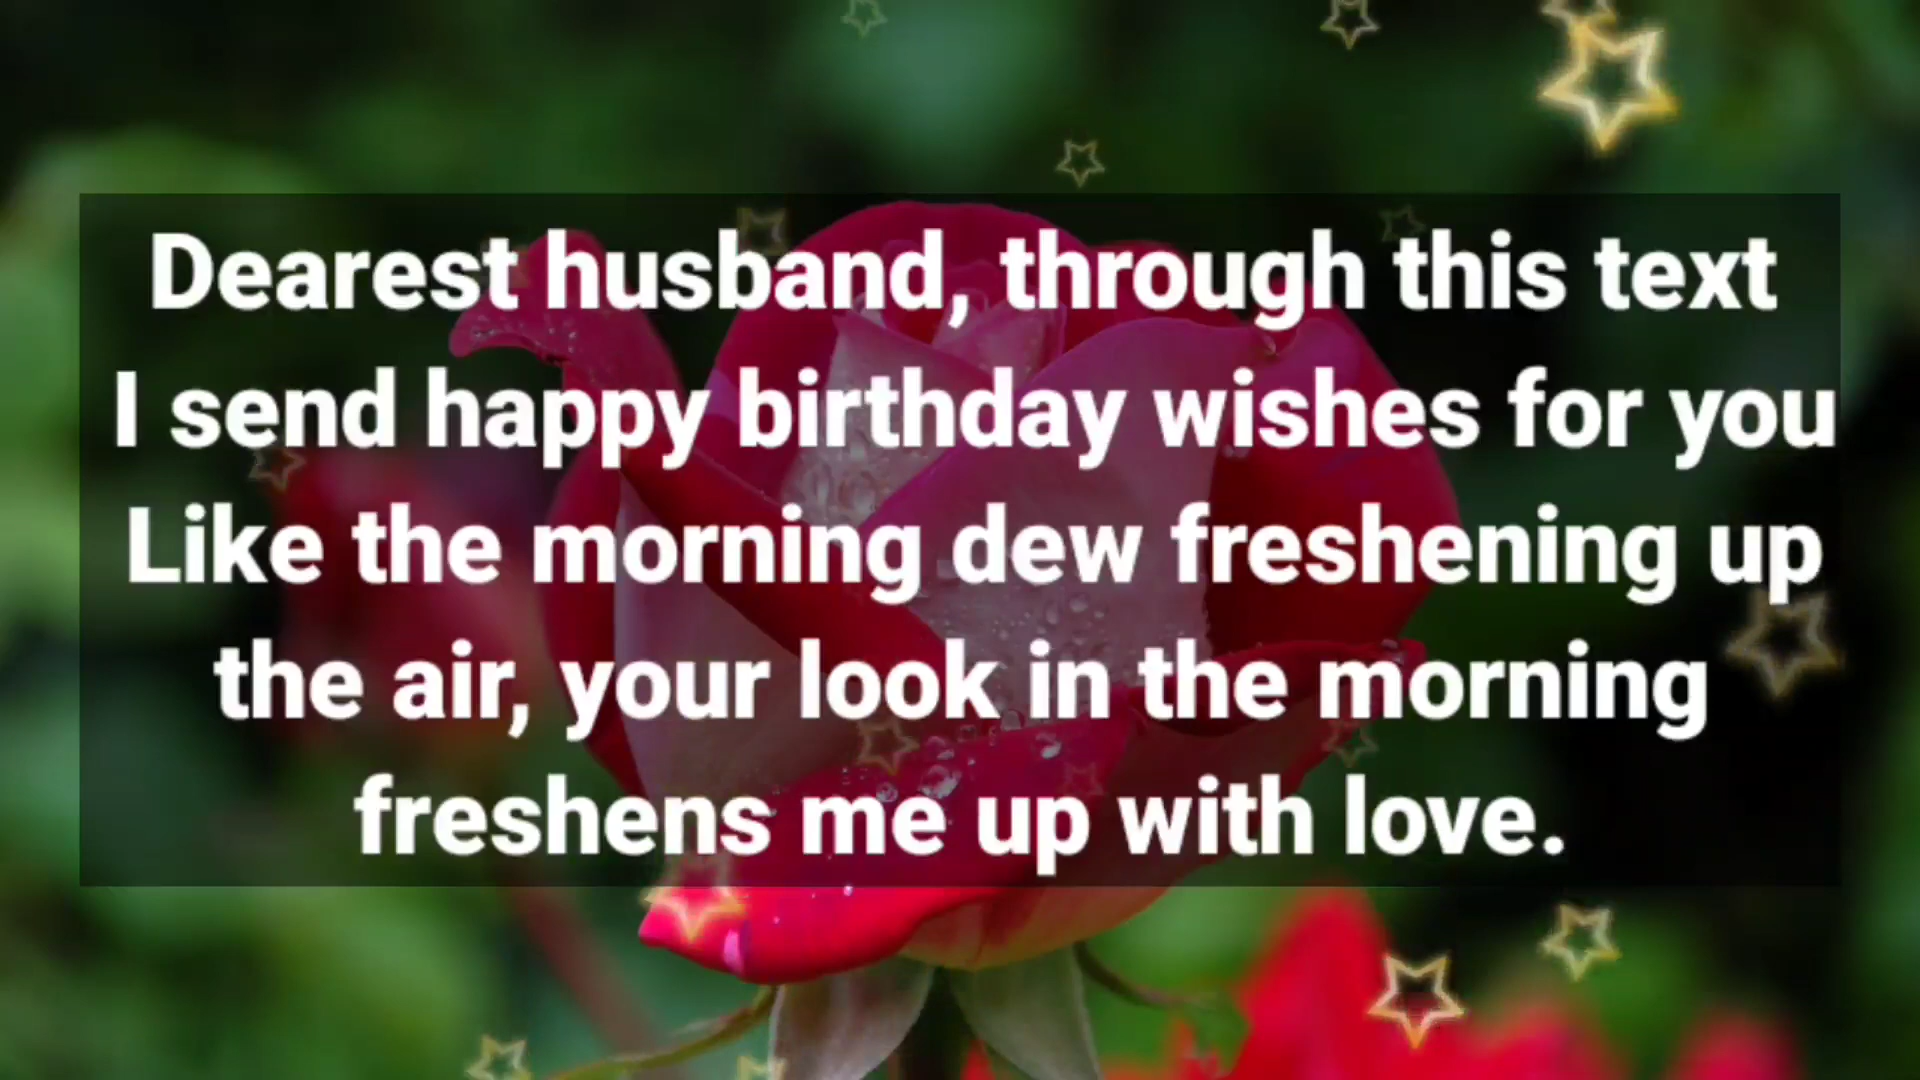 Dearest husband, through this text
I send happy birthday wishes for you
Like the morning dew freshening up
the air, your look in the morning
freshens me up with love.